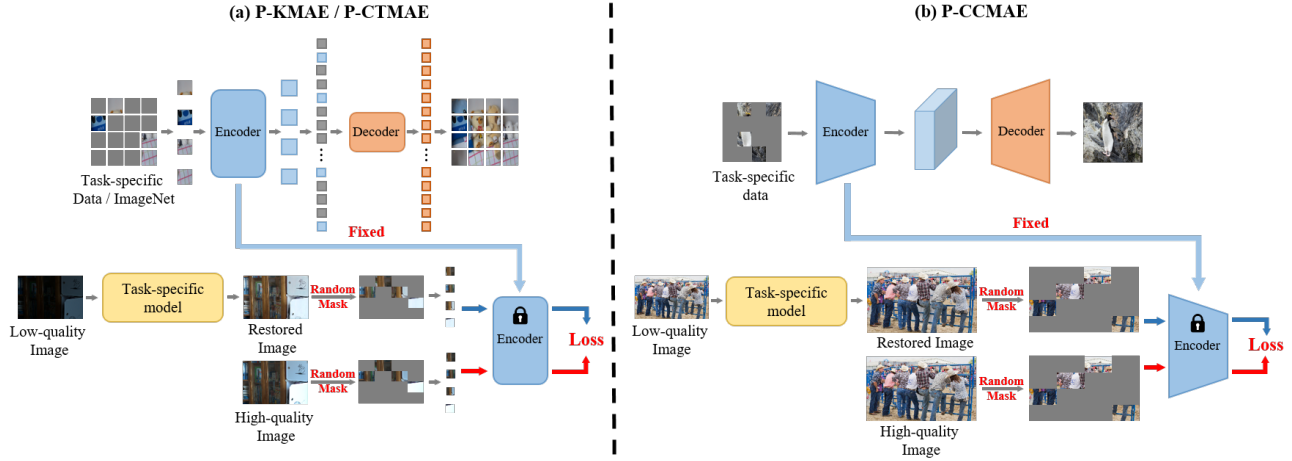 (a) P-KMAE / P-CTMAE
Encoder
Decoder
Task-specific
Data / ImageNet
Fixed
Low-quality
Image
Task-specific
model
Restored
Image
Random
Mask
Encoder
Loss
High-quality
Image
Random
Mask
(b) P-CCMAE
Task-specific
data
Encoder
Decoder
Fixed
Low-quality
Image
Task-specific
model
Restored Image
Random
Mask
Encoder
Loss
High-quality
Image
Random
Mask